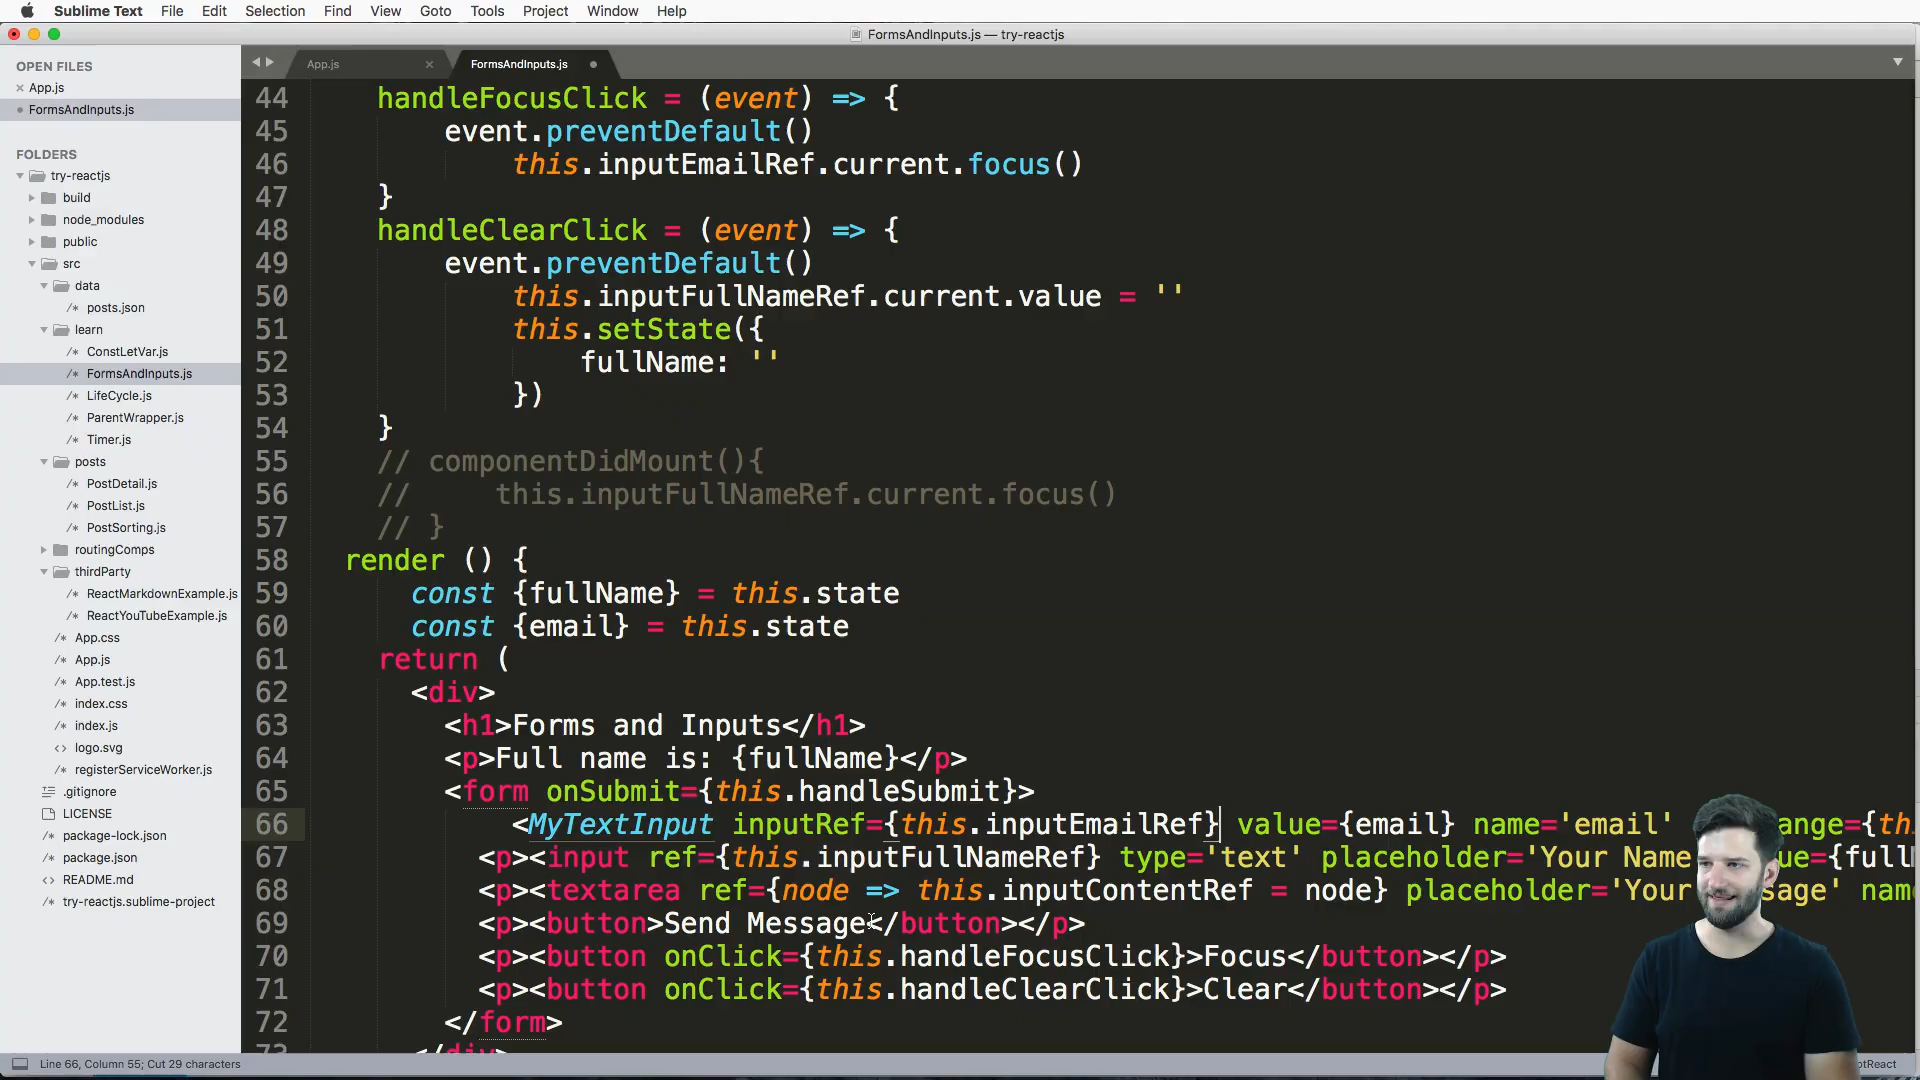 Sublime Text File Edit Selection Find View Goto Tools Project Window Help
FormsAndInputs.js — try-reactjs
OPEN FILES
App.js
FormsAndInputs.js
FOLDERS
try-reactjs
build
node_modules
public
src
data
posts.json
learn
ConstLetVar.js
FormsAndInputs.js
LifeCycle.js
ParentWrapper.js
Timer.js
posts
PostDetail.js
PostList.js
PostSorting.js
routingComps
thirdParty
ReactMarkdownExample.js
ReactYouTubeExample.js
App.css
App.js
App.test.js
index.css
index.js
logo.svg
registerServiceWorker.js
.gitignore
LICENSE
package-lock.json
package.json
README.md
try-reactjs.sublime-project
App.js FormsAndInputs.js
44 handleFocusClick = (event) => {
45 event.preventDefault()
46 this.inputEmailRef.current.focus()
47 }
48 handleClearClick = (event) => {
49 event.preventDefault()
50 this.inputFullNameRef.current.value = ''
51 this.setState({
52 fullName: ''
53 })
54 }
55 // componentDidMount(){
56 // this.inputFullNameRef.current.focus()
57 // }
58 render () {
59 const {fullName} = this.state
60 const {email} = this.state
61 return (
62 <div>
63 <h1>Forms and Inputs</h1>
64 <p>Full name is: {fullName}</p>
65 <form onSubmit={this.handleSubmit}>
66 <MyTextInput inputRef={this.inputEmailRef} value={email} name='email' ange={th
67 <p><input ref={this.inputFullNameRef} type='text' placeholder='Your Name ue={full
68 <p><textarea ref={node => this.inputContentRef = node} placeholder='Your ssage' name
69 <p><button>Send Message</button></p>
70 <p><button onClick={this.handleFocusClick}>Focus</button></p>
71 <p><button onClick={this.handleClearClick}>Clear</button></p>
72 </form>
73 </div>
Line 66, Column 55; Cut 29 characters
ptReact